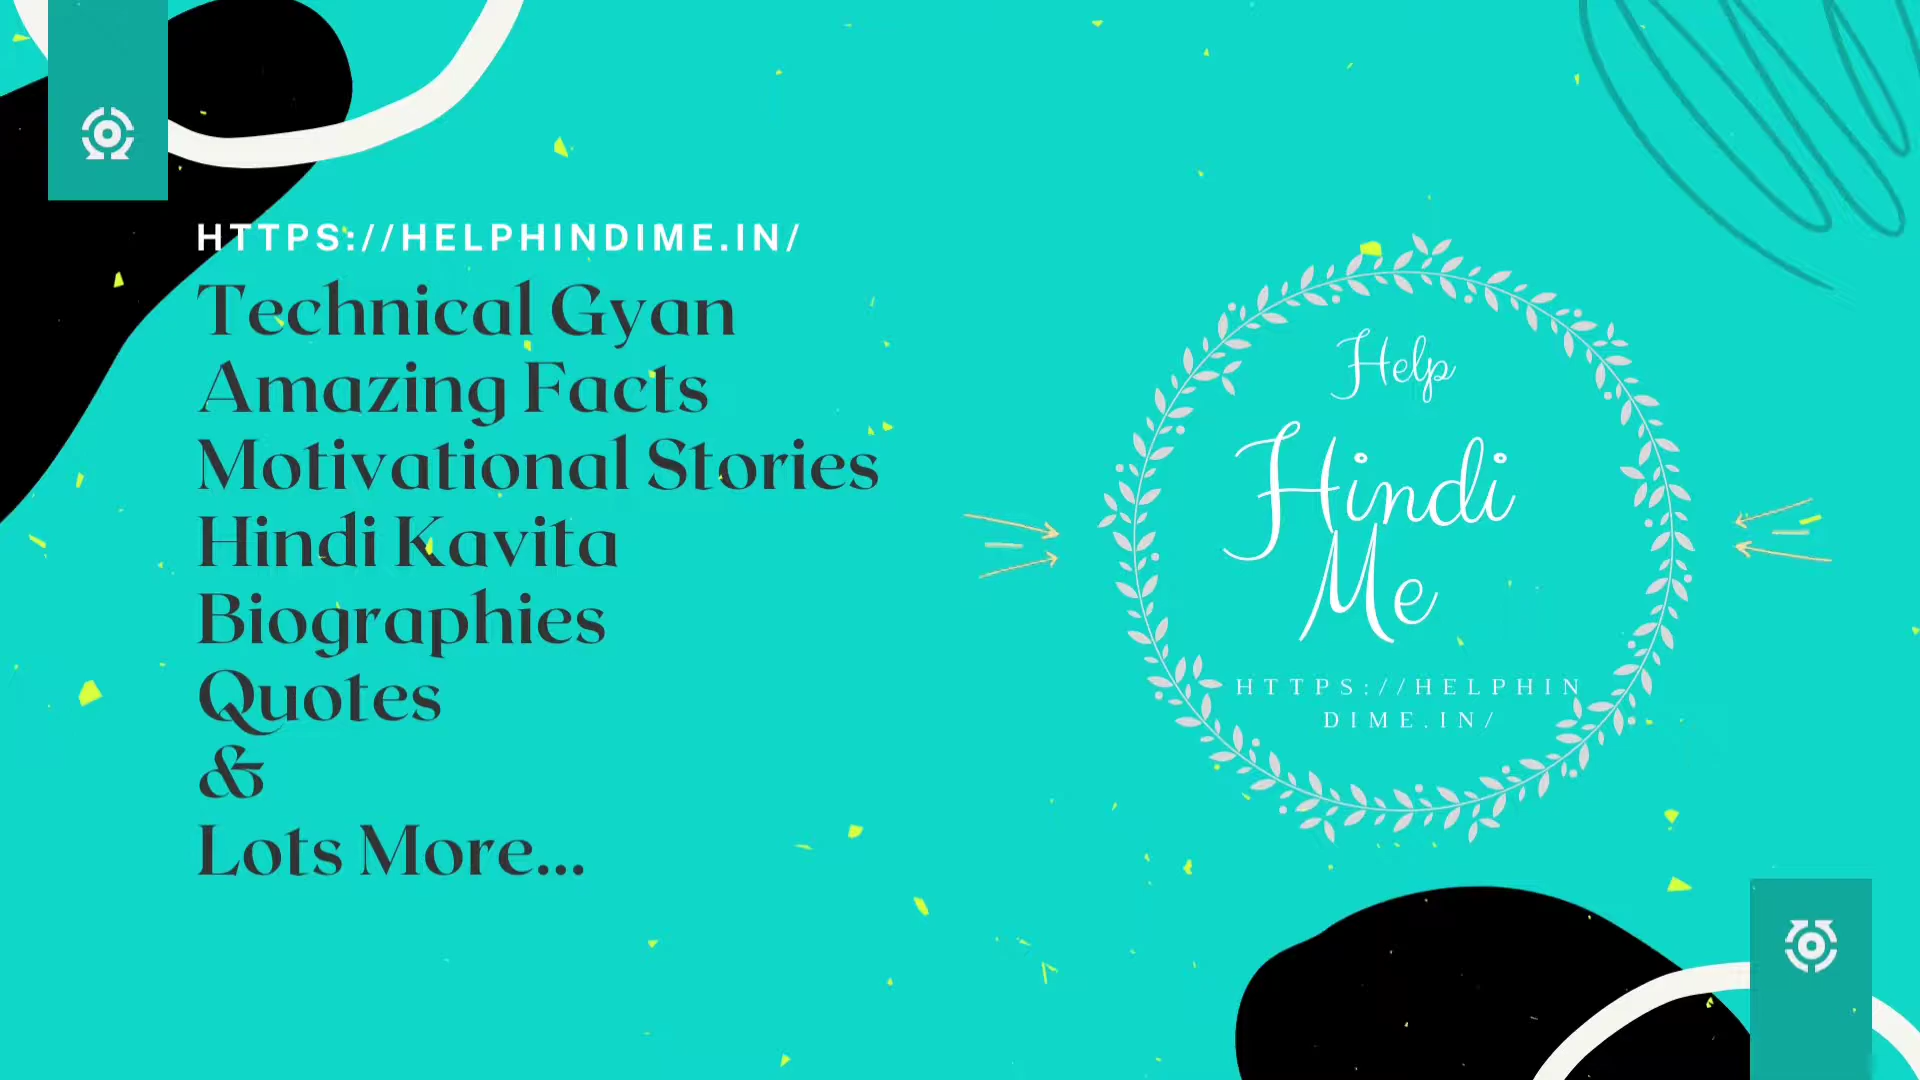 HTTPS://HELPHINDIME.IN/
Technical Gyan
Amazing Facts
Motivational Stories
Hindi Kavita
Biographies
Quotes
&
Lots More...
Help
Hindi
Me
HTTPS://HELPHIN
DIME.IN/